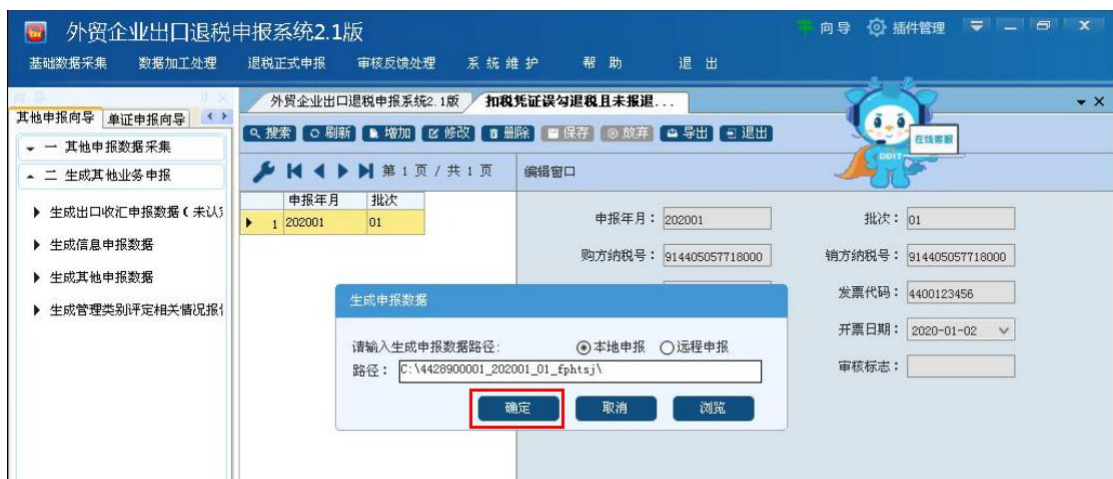 外贸企业出口退税申报系统2.1版
向导 插件管理
基础数据采集 数据加工处理 退税正式申报 审核反馈处理 系统维护 帮助 退出
向导
外贸企业出口退税申报系统2.1版 扣税凭证误勾退税且未报退...
其他申报向导 单证申报向导
搜索 刷新 增加 修改 删除 保存 放弃 导出 退出
在线客服
DDIT
一 其他申报数据采集
二 生成其他业务申报
第 1 页 / 共 1 页 编辑窗口
申报年月 批次
1 202001 01
生成出口收汇申报数据(未认定
生成信息申报数据
生成其他申报数据
生成管理类别评定相关情况报
申报年月: 202001 批次: 01
购方纳税号: 914405057718000 销方纳税号: 914405057718000
发票代码: 4400123456
开票日期: 2020-01-02
审核标志:
生成申报数据
请输入生成申报数据路径: 本地申报 远程申报
路径: C:\4428900001_202001_01_fphtsj\
确定 取消 浏览